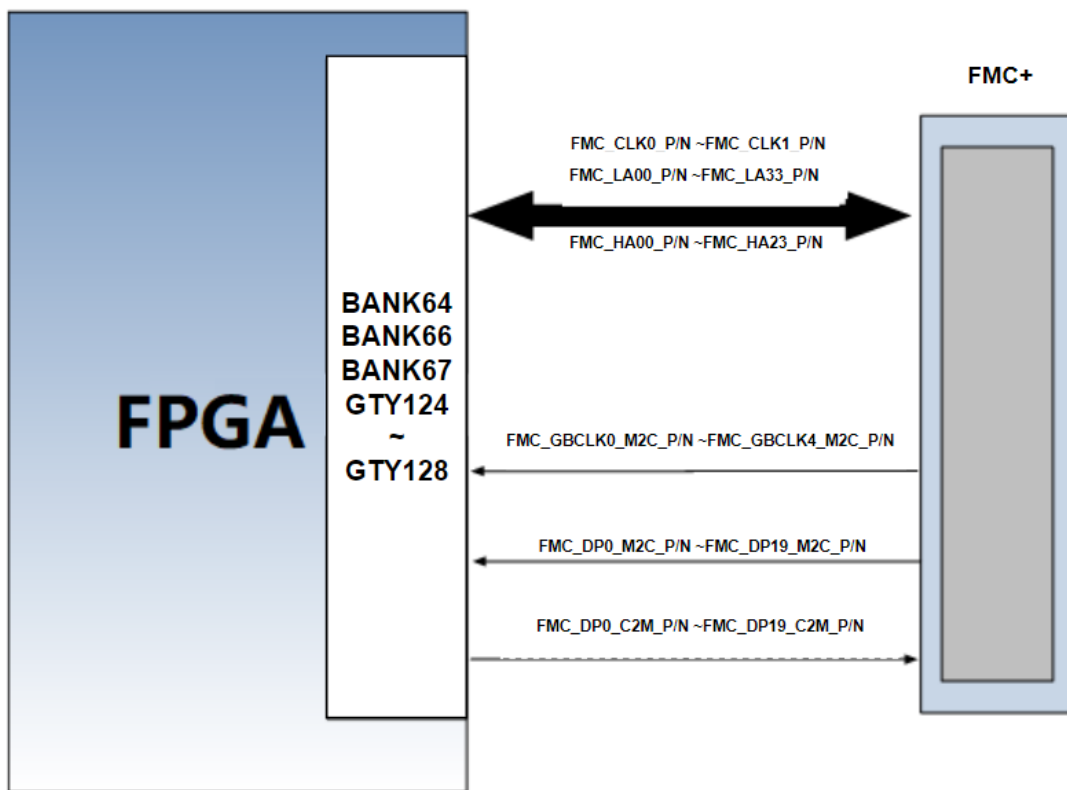 FMC+
FMC_CLK0_P/N ~FMC_CLK1_P/N
FMC_LA00_P/N ~FMC_LA33_P/N
FMC_HA00_P/N ~FMC_HA23_P/N
BANK64
BANK66
BANK67
GTY124
~
GTY128
FPGA
FMC_GBCLK0_M2C_P/N ~FMC_GBCLK4_M2C_P/N
FMC_DP0_M2C_P/N ~FMC_DP19_M2C_P/N
FMC_DP0_C2M_P/N ~FMC_DP19_C2M_P/N